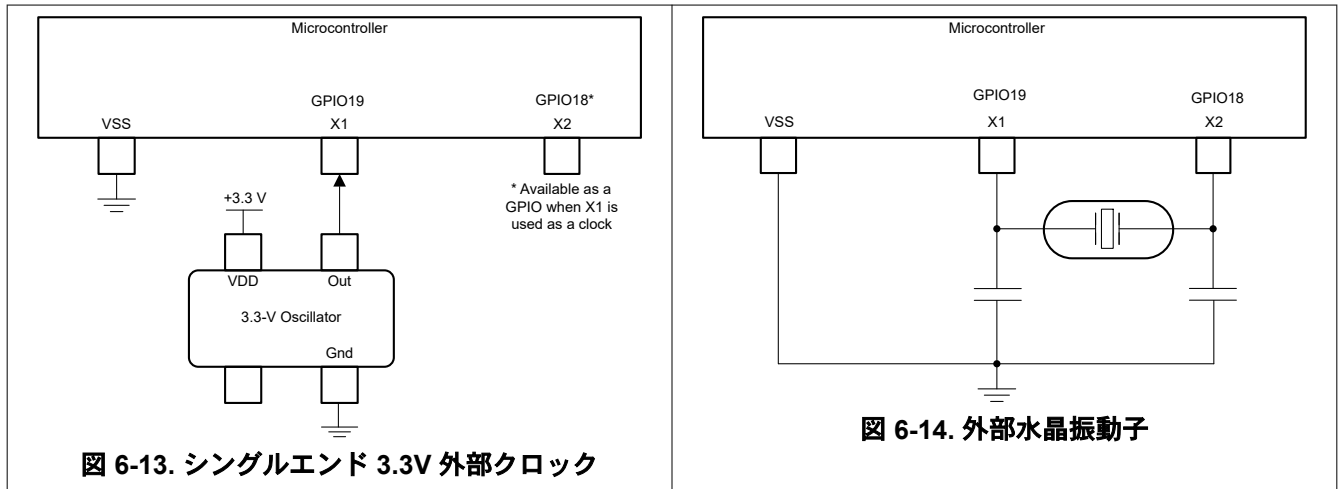 Microcontroller
GPIO19
GPIO18*
VSS
X1
X2
+3.3 V
* Available as a
GPIO when X1 is
used as a clock
VDD
Out
3.3-V Oscillator
Gnd
図 6-13. シングルエンド 3.3V 外部クロック
Microcontroller
GPIO19
GPIO18
VSS
X1
X2
図 6-14. 外部水晶振動子